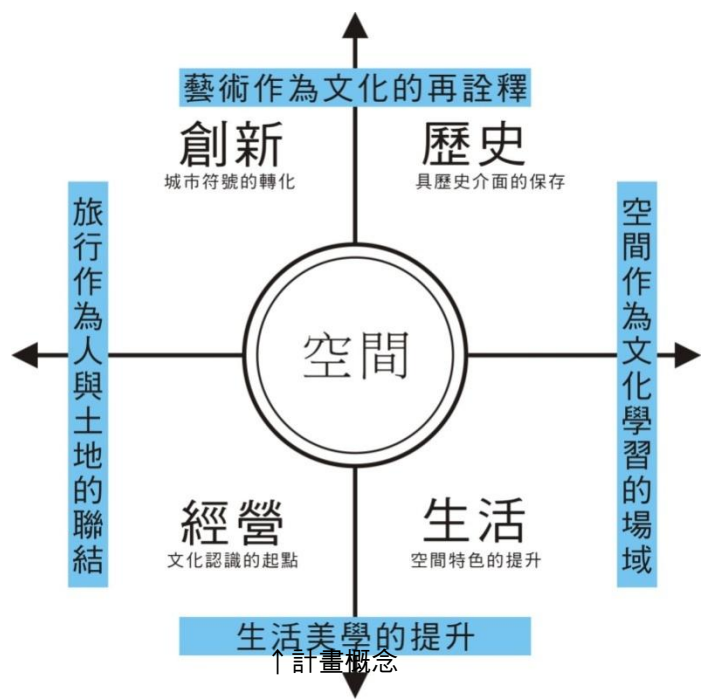 藝術作為文化的再詮釋
創新
城市符號的轉化
歷史
具歷史介面的保存
旅行作為人與土地的聯結
空間
空間作為文化學習的場域
經營
文化認識的起點
生活
空間特色的提升
生活美學的提升
↑計畫概念